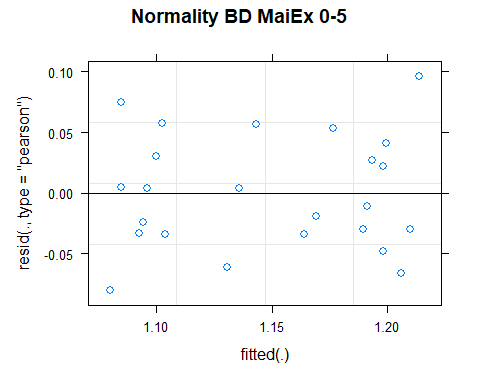 Normality BD MaiEx 0-5
resid(., type = "pearson")
0.10
0.05
0.00
-0.05
1.10 1.15 1.20
fitted(.)